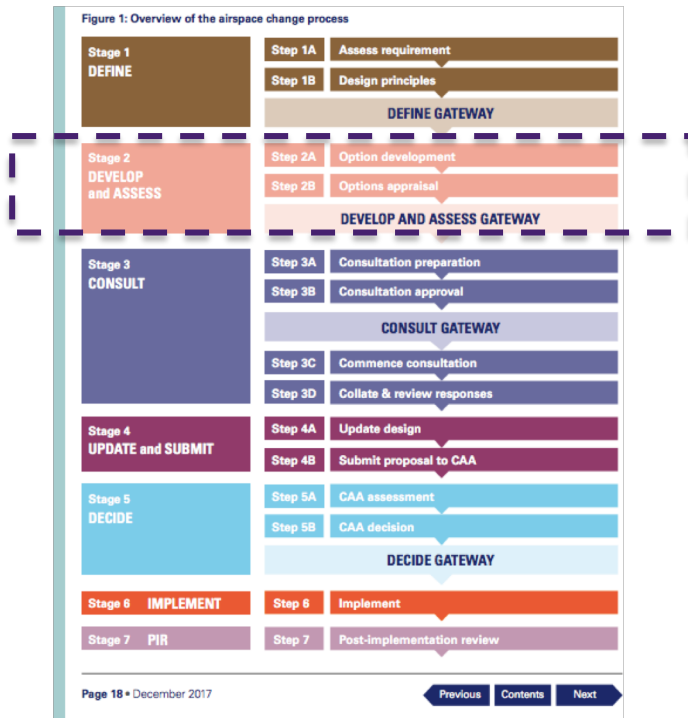 Figure 1: Overview of the airspace change process
Stage 1
DEFINE
Step 1A Assess requirement
Step 1B Design principles
DEFINE GATEWAY
Stage 2
DEVELOP
and ASSESS
Step 2A Option development
Step 2B Options appraisal
DEVELOP AND ASSESS GATEWAY
Stage 3
CONSULT
Step 3A Consultation preparation
Step 3B Consultation approval
CONSULT GATEWAY
Step 3C Commence consultation
Step 3D Collate & review responses
Stage 4
UPDATE and SUBMIT
Step 4A Update design
Step 4B Submit proposal to CAA
Stage 5
DECIDE
Step 5A CAA assessment
Step 5B CAA decision
DECIDE GATEWAY
Stage 6 IMPLEMENT Step 6 Implement
Stage 7 PIR Step 7 Post-implementation review
Page 18 • December 2017 Previous Contents Next